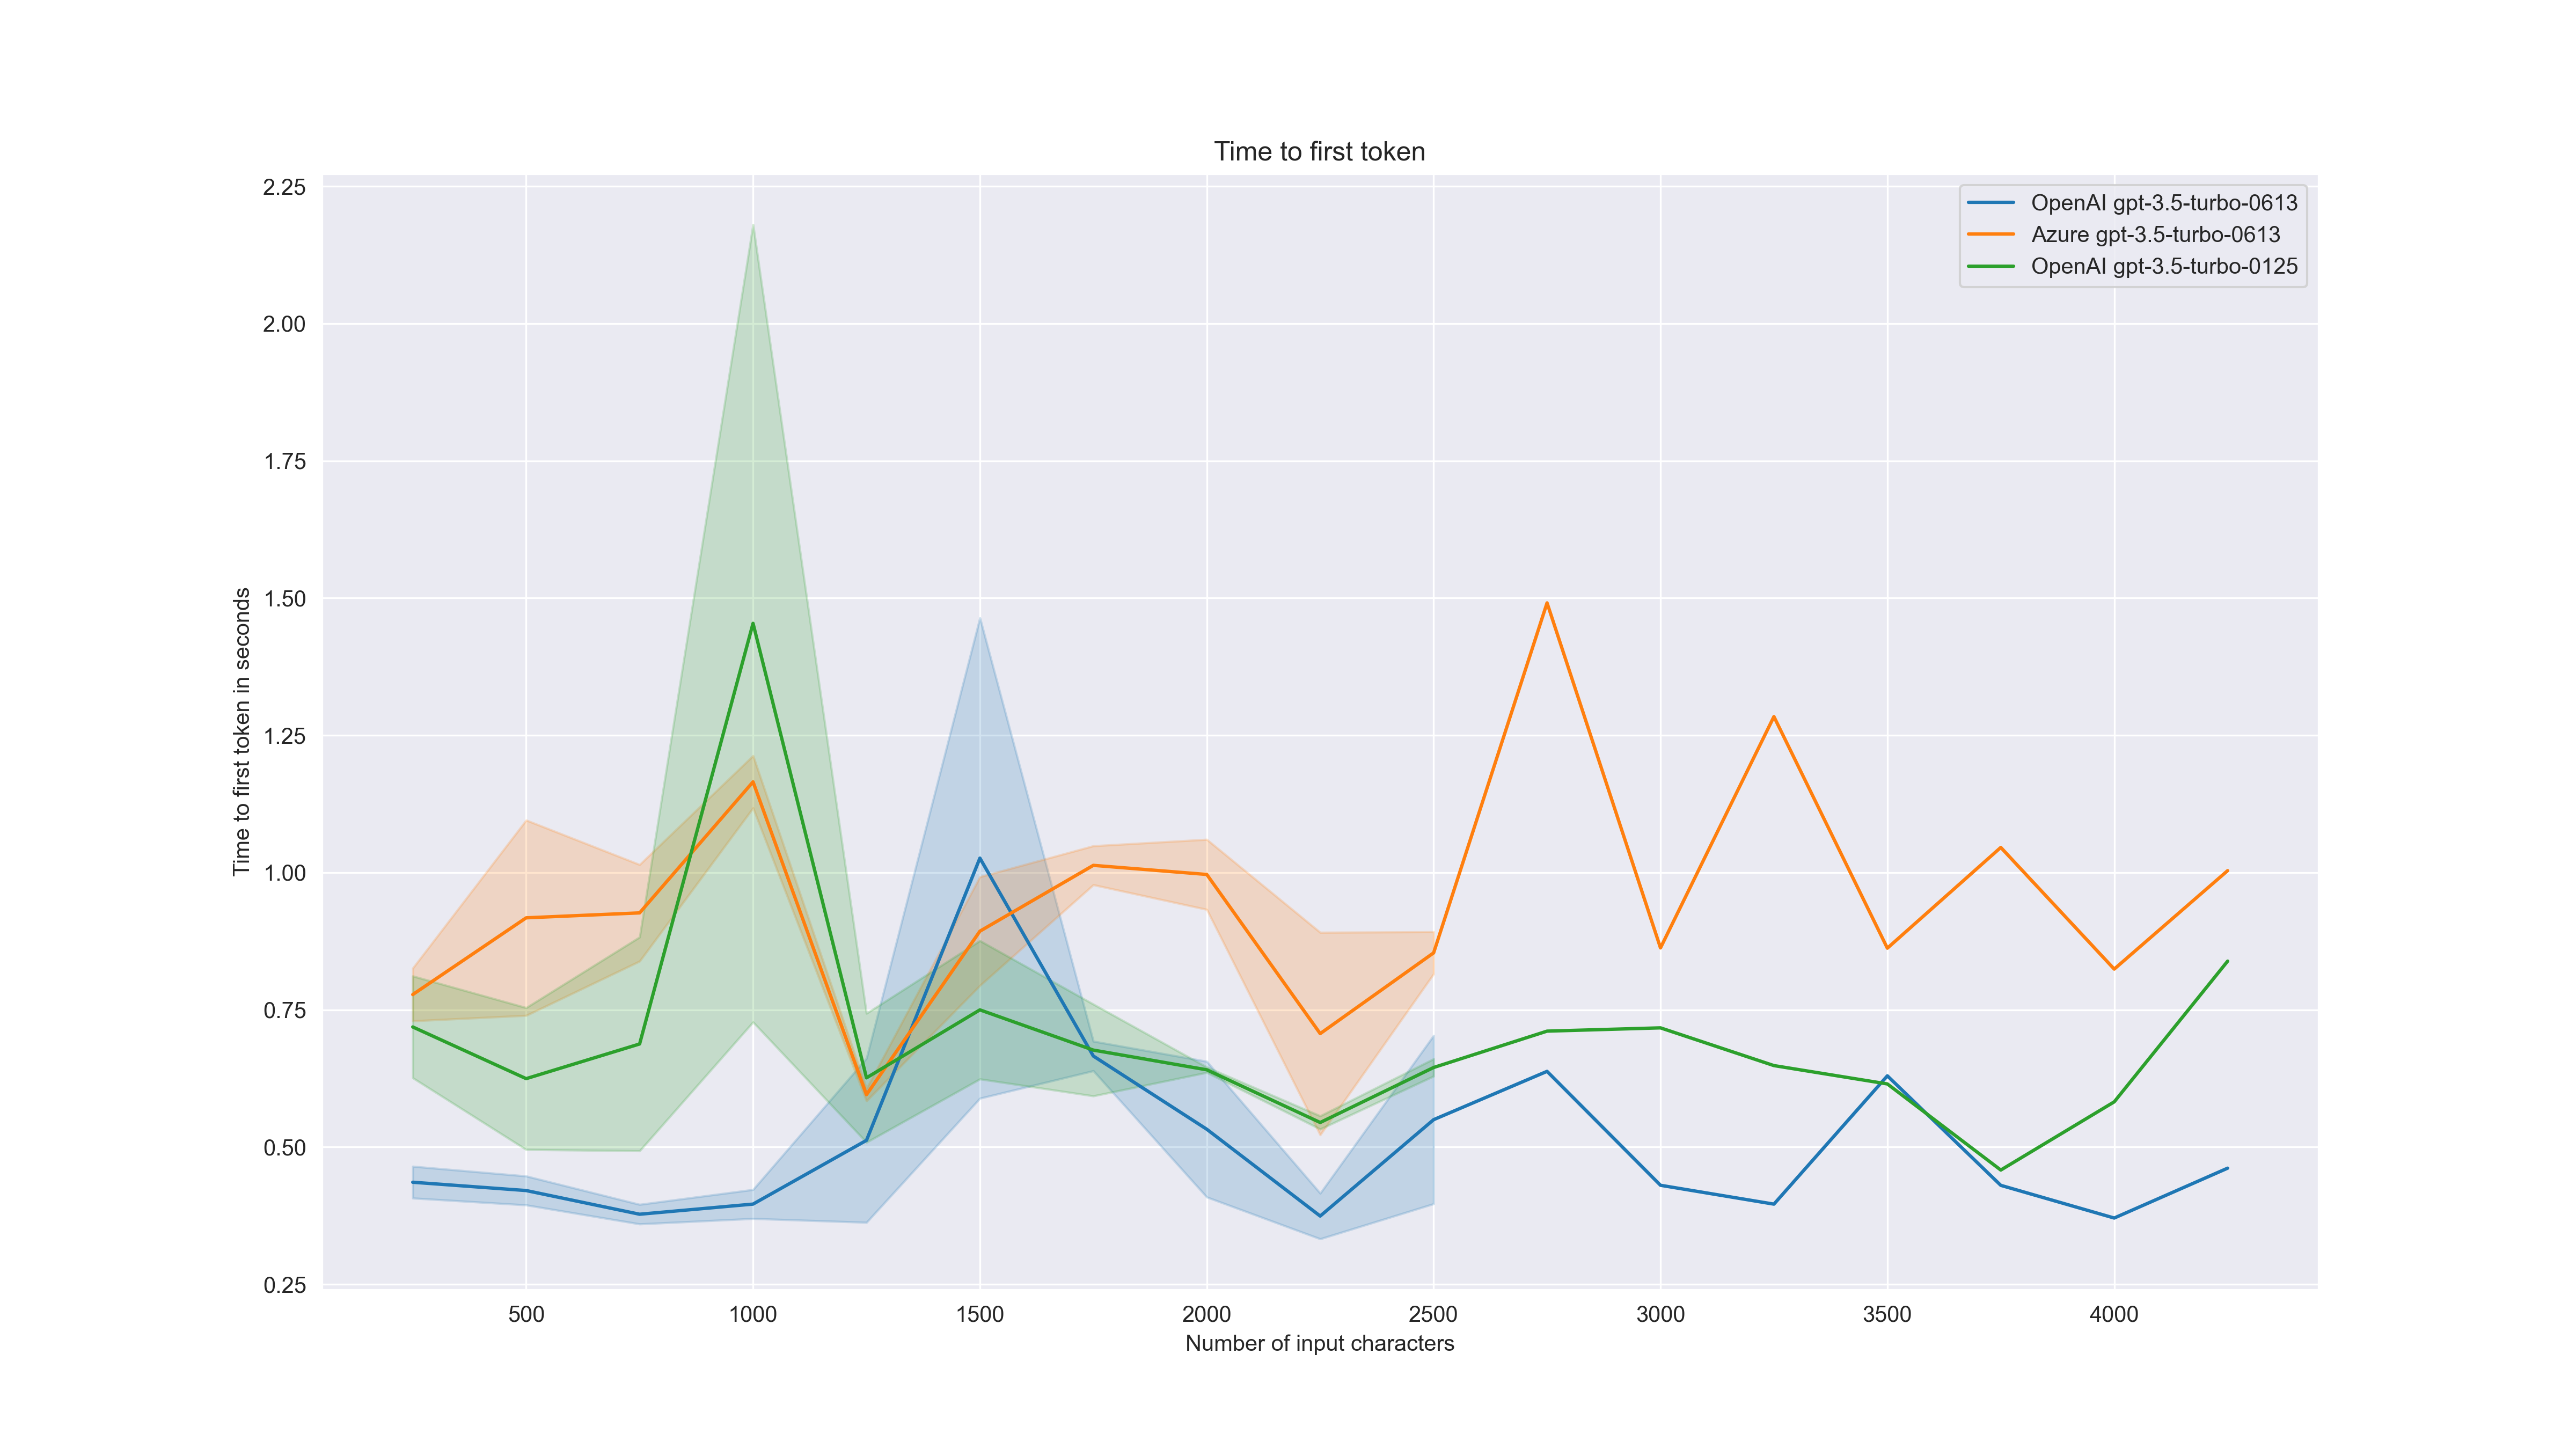 Time to first token
2.25
2.00
1.75
1.50
1.25
1.00
0.75
0.50
0.25
Time to first token in seconds
OpenAI gpt-3.5-turbo-0613
Azure gpt-3.5-turbo-0613
OpenAI gpt-3.5-turbo-0125
500 1000 1500 2000 2500 3000 3500 4000
Number of input characters